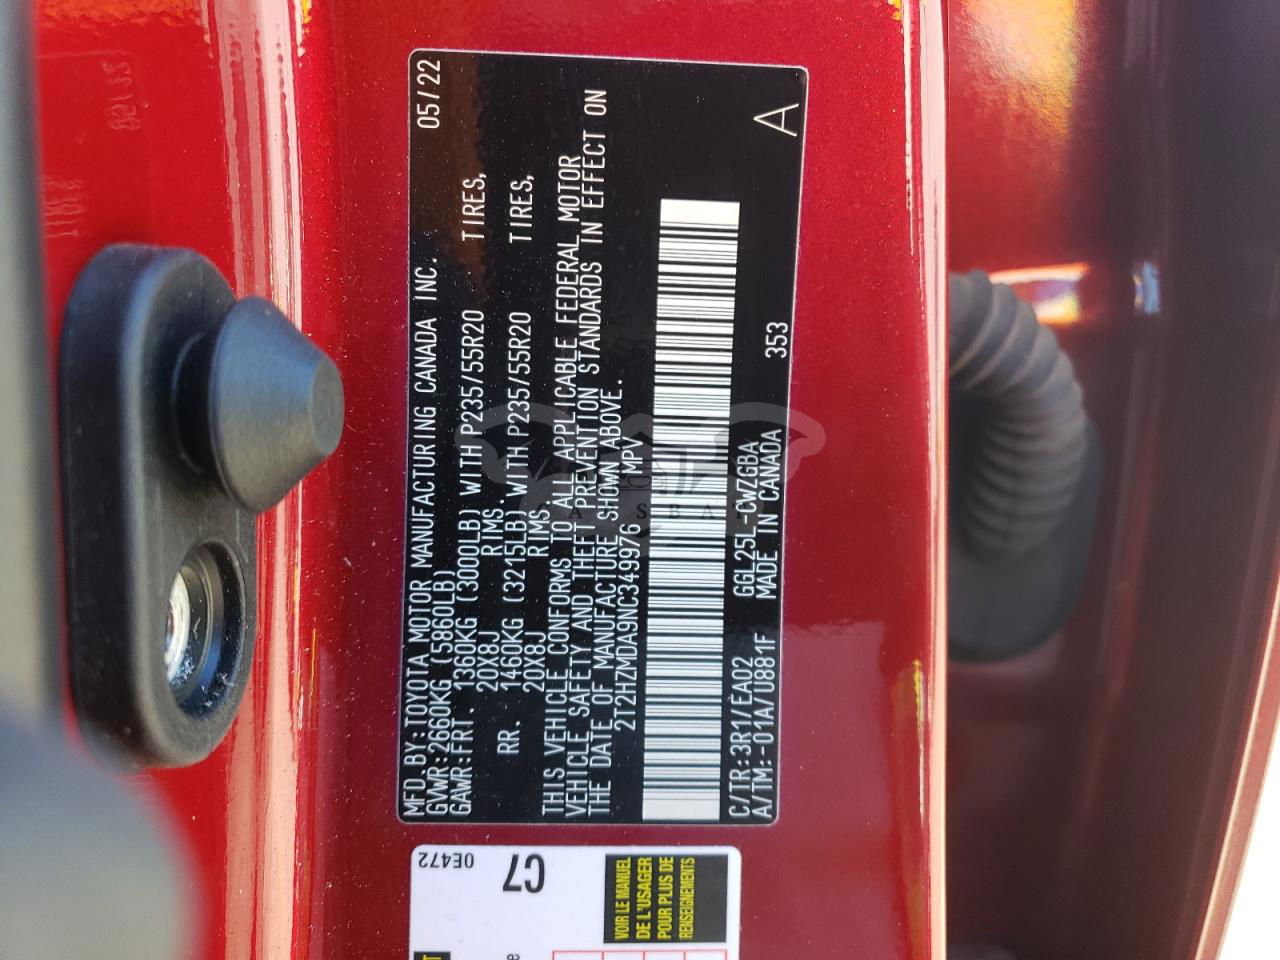 MFD.BY:TOYOTA MOTOR MANUFACTURING CANADA INC. 05/22
GVWR:2660KG (5860LB)
GAWR:FRT. 1360KG (3000LB) WITH P235/55R20 TIRES,
20X8J RIMS.
RR. 1460KG (3215LB) WITH P235/55R20 TIRES,
20X8J RIMS.
THIS VEHICLE CONFORMS TO ALL APPLICABLE FEDERAL MOTOR
VEHICLE SAFETY AND THEFT PREVENTION STANDARDS IN EFFECT ON
THE DATE OF MANUFACTURE SHOWN ABOVE.
2T2HZMDA9NC349976 MPV
C/TR:3R1/EA02 GGL25L-CWZGBA
A/TM:-01A/U881F MADE IN CANADA 353 A
0E472
C7
VOIR LE MANUEL
DE L'USAGER
POUR PLUS DE
RENSEIGNEMENTS